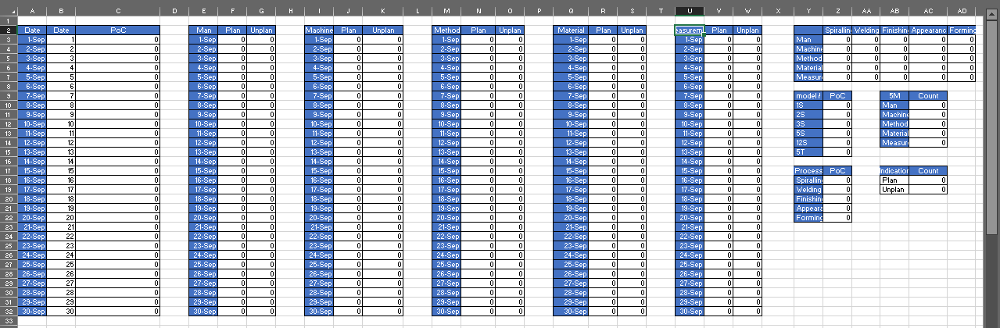 A B C D E F G H I J K L M N O P Q R S T U V W X Y Z AA AB AC AD
1
2 Date Date PoC Man Plan Unplan Machine Plan Unplan Method Plan Unplan Material Plan Unplan easurem Plan Unplan Spirallin Welding Finishin Appearanc Forming
3 1-Sep 1 0 1-Sep 0 0 1-Sep 0 0 1-Sep 0 0 1-Sep 0 0 1-Sep 0 0 Man 0 0 0 0 0
4 2-Sep 2 0 2-Sep 0 0 2-Sep 0 0 2-Sep 0 0 2-Sep 0 0 2-Sep 0 0 Machine 0 0 0 0 0
5 3-Sep 3 0 3-Sep 0 0 3-Sep 0 0 3-Sep 0 0 3-Sep 0 0 3-Sep 0 0 Method 0 0 0 0 0
6 4-Sep 4 0 4-Sep 0 0 4-Sep 0 0 4-Sep 0 0 4-Sep 0 0 4-Sep 0 0 Material 0 0 0 0 0
7 5-Sep 5 0 5-Sep 0 0 5-Sep 0 0 5-Sep 0 0 5-Sep 0 0 5-Sep 0 0 Measur 0 0 0 0 0
8 6-Sep 6 0 6-Sep 0 0 6-Sep 0 0 6-Sep 0 0 6-Sep 0 0 6-Sep 0 0
9 7-Sep 7 0 7-Sep 0 0 7-Sep 0 0 7-Sep 0 0 7-Sep 0 0 7-Sep 0 0 model / PoC 5M Count
10 8-Sep 8 0 8-Sep 0 0 8-Sep 0 0 8-Sep 0 0 8-Sep 0 0 8-Sep 0 0 1S 0 Man 0
11 9-Sep 9 0 9-Sep 0 0 9-Sep 0 0 9-Sep 0 0 9-Sep 0 0 9-Sep 0 0 2S 0 Machine 0
12 10-Sep 10 0 10-Sep 0 0 10-Sep 0 0 10-Sep 0 0 10-Sep 0 0 10-Sep 0 0 3S 0 Method 0
13 11-Sep 11 0 11-Sep 0 0 11-Sep 0 0 11-Sep 0 0 11-Sep 0 0 11-Sep 0 0 5S 0 Material 0
14 12-Sep 12 0 12-Sep 0 0 12-Sep 0 0 12-Sep 0 0 12-Sep 0 0 12-Sep 0 0 12S 0 Measur 0
15 13-Sep 13 0 13-Sep 0 0 13-Sep 0 0 13-Sep 0 0 13-Sep 0 0 13-Sep 0 0 5T 0
16 14-Sep 14 0 14-Sep 0 0 14-Sep 0 0 14-Sep 0 0 14-Sep 0 0 14-Sep 0 0
17 15-Sep 15 0 15-Sep 0 0 15-Sep 0 0 15-Sep 0 0 15-Sep 0 0 15-Sep 0 0 Process PoC Indication Count
18 16-Sep 16 0 16-Sep 0 0 16-Sep 0 0 16-Sep 0 0 16-Sep 0 0 16-Sep 0 0 Spirallin 0 Plan 0
19 17-Sep 17 0 17-Sep 0 0 17-Sep 0 0 17-Sep 0 0 17-Sep 0 0 17-Sep 0 0 Welding 0 Unplan 0
20 18-Sep 18 0 18-Sep 0 0 18-Sep 0 0 18-Sep 0 0 18-Sep 0 0 18-Sep 0 0 Finishin 0
21 19-Sep 19 0 19-Sep 0 0 19-Sep 0 0 19-Sep 0 0 19-Sep 0 0 19-Sep 0 0 Appeara 0
22 20-Sep 20 0 20-Sep 0 0 20-Sep 0 0 20-Sep 0 0 20-Sep 0 0 20-Sep 0 0 Forming 0
23 21-Sep 21 0 21-Sep 0 0 21-Sep 0 0 21-Sep 0 0 21-Sep 0 0 21-Sep 0 0
24 22-Sep 22 0 22-Sep 0 0 22-Sep 0 0 22-Sep 0 0 22-Sep 0 0 22-Sep 0 0
25 23-Sep 23 0 23-Sep 0 0 23-Sep 0 0 23-Sep 0 0 23-Sep 0 0 23-Sep 0 0
26 24-Sep 24 0 24-Sep 0 0 24-Sep 0 0 24-Sep 0 0 24-Sep 0 0 24-Sep 0 0
27 25-Sep 25 0 25-Sep 0 0 25-Sep 0 0 25-Sep 0 0 25-Sep 0 0 25-Sep 0 0
28 26-Sep 26 0 26-Sep 0 0 26-Sep 0 0 26-Sep 0 0 26-Sep 0 0 26-Sep 0 0
29 27-Sep 27 0 27-Sep 0 0 27-Sep 0 0 27-Sep 0 0 27-Sep 0 0 27-Sep 0 0
30 28-Sep 28 0 28-Sep 0 0 28-Sep 0 0 28-Sep 0 0 28-Sep 0 0 28-Sep 0 0
31 29-Sep 29 0 29-Sep 0 0 29-Sep 0 0 29-Sep 0 0 29-Sep 0 0 29-Sep 0 0
32 30-Sep 30 0 30-Sep 0 0 30-Sep 0 0 30-Sep 0 0 30-Sep 0 0 30-Sep 0 0
33